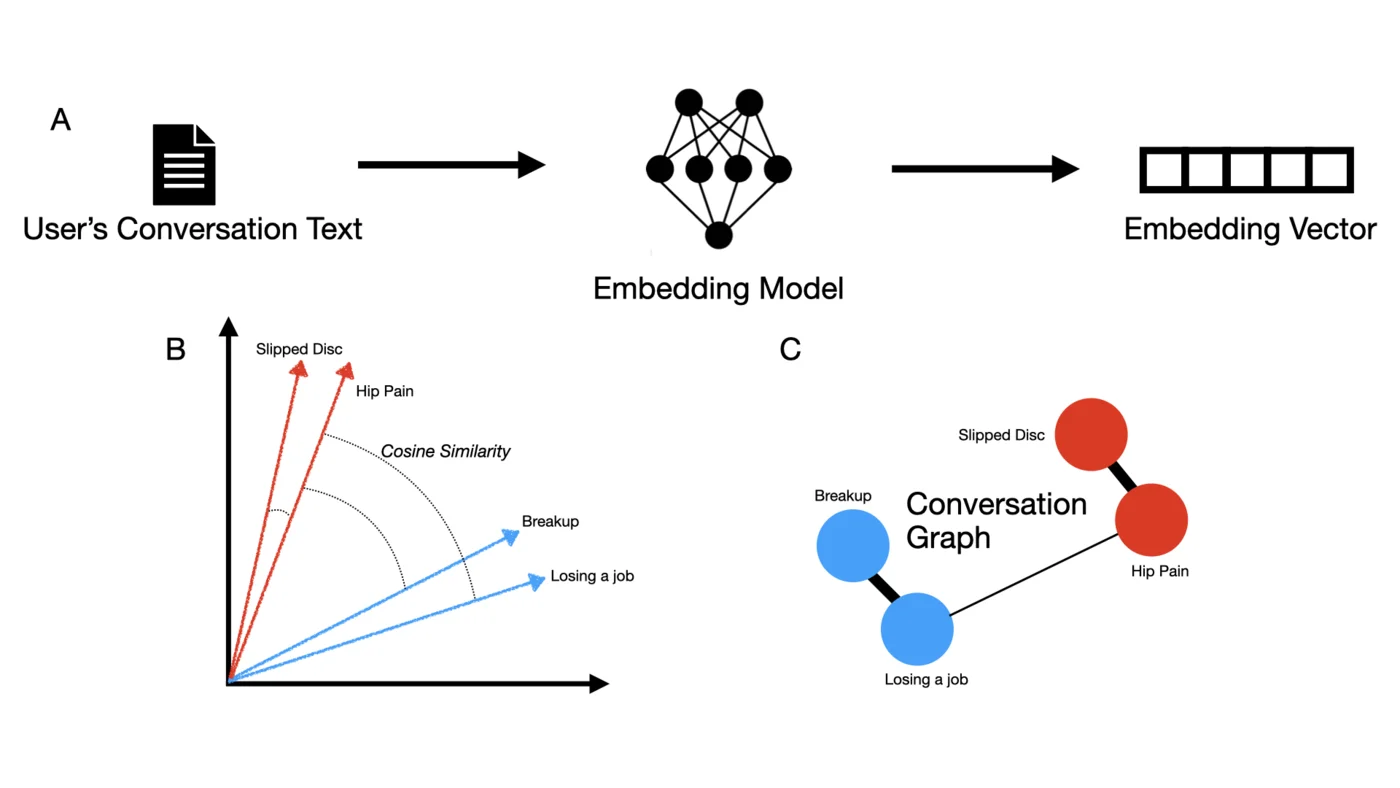 A
User’s Conversation Text
Embedding Model
Embedding Vector
B
Slipped Disc
Hip Pain
Cosine Similarity
Breakup
Losing a job
C
Slipped Disc
Breakup
Conversation
Graph
Hip Pain
Losing a job